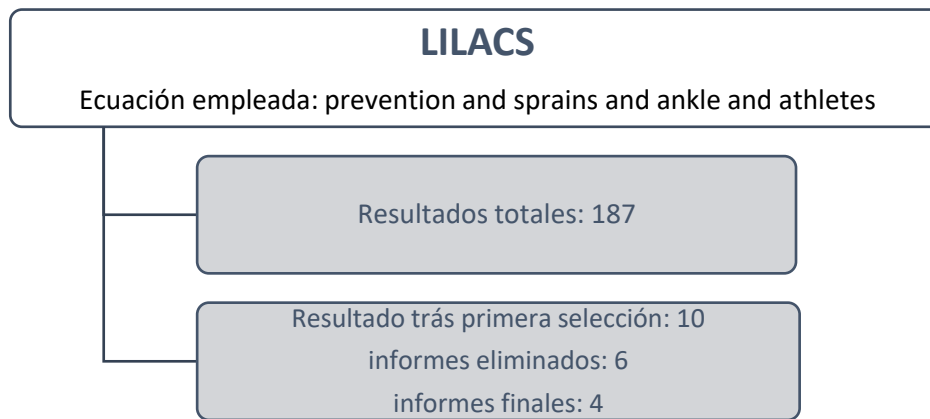 LILACS
Ecuación empleada: prevention and sprains and ankle and athletes
Resultados totales: 187
Resultado trás primera selección: 10
informes eliminados: 6
informes finales: 4